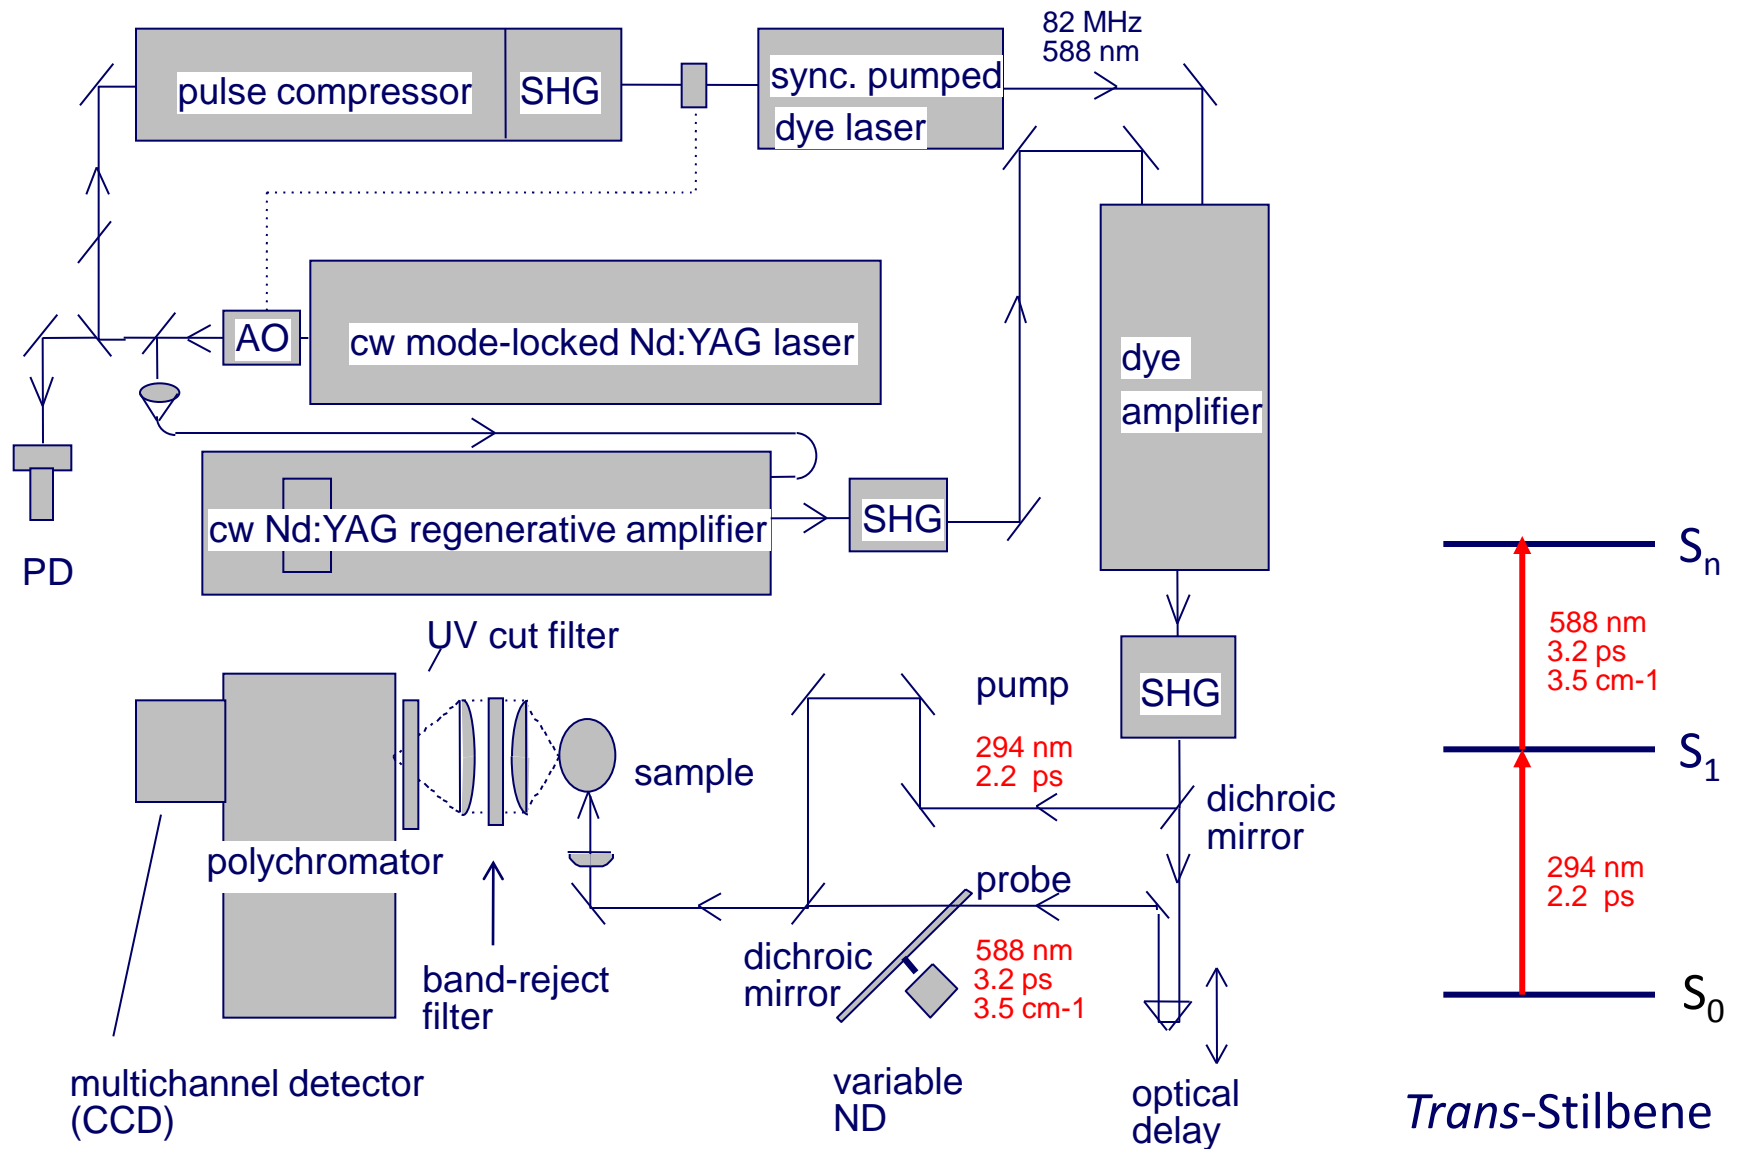 82 MHz
588 nm
pulse compressor
SHG
sync. pumped
dye laser
AO
cw mode-locked Nd:YAG laser
dye
amplifier
cw Nd:YAG regenerative amplifier
SHG
PD
UV cut filter
SHG
pump
294 nm
2.2 ps
sample
dichroic
mirror
polychromator
probe
588 nm
3.2 ps
3.5 cm-1
dichroic
mirror
band-reject
filter
multichannel detector
(CCD)
variable
ND
optical
delay
Sn
588 nm
3.2 ps
3.5 cm-1
S1
294 nm
2.2 ps
S0
Trans-Stilbene